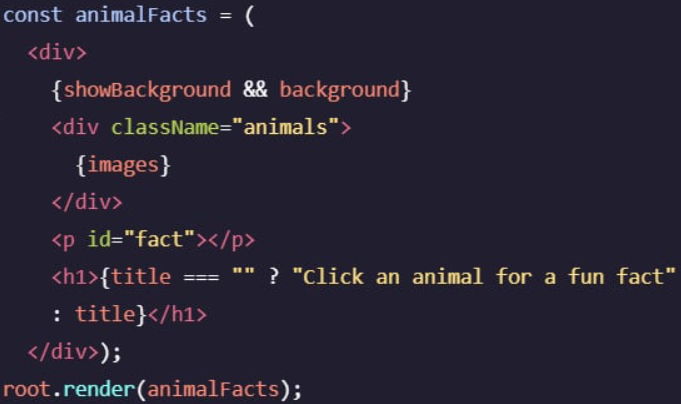 const animalFacts = (
  <div>
    {showBackground && background}
    <div className="animals">
      {images}
    </div>
    <p id="fact"></p>
    <h1>{title === "" ? "Click an animal for a fun fact"
    : title}</h1>
  </div>);
root.render(animalFacts);